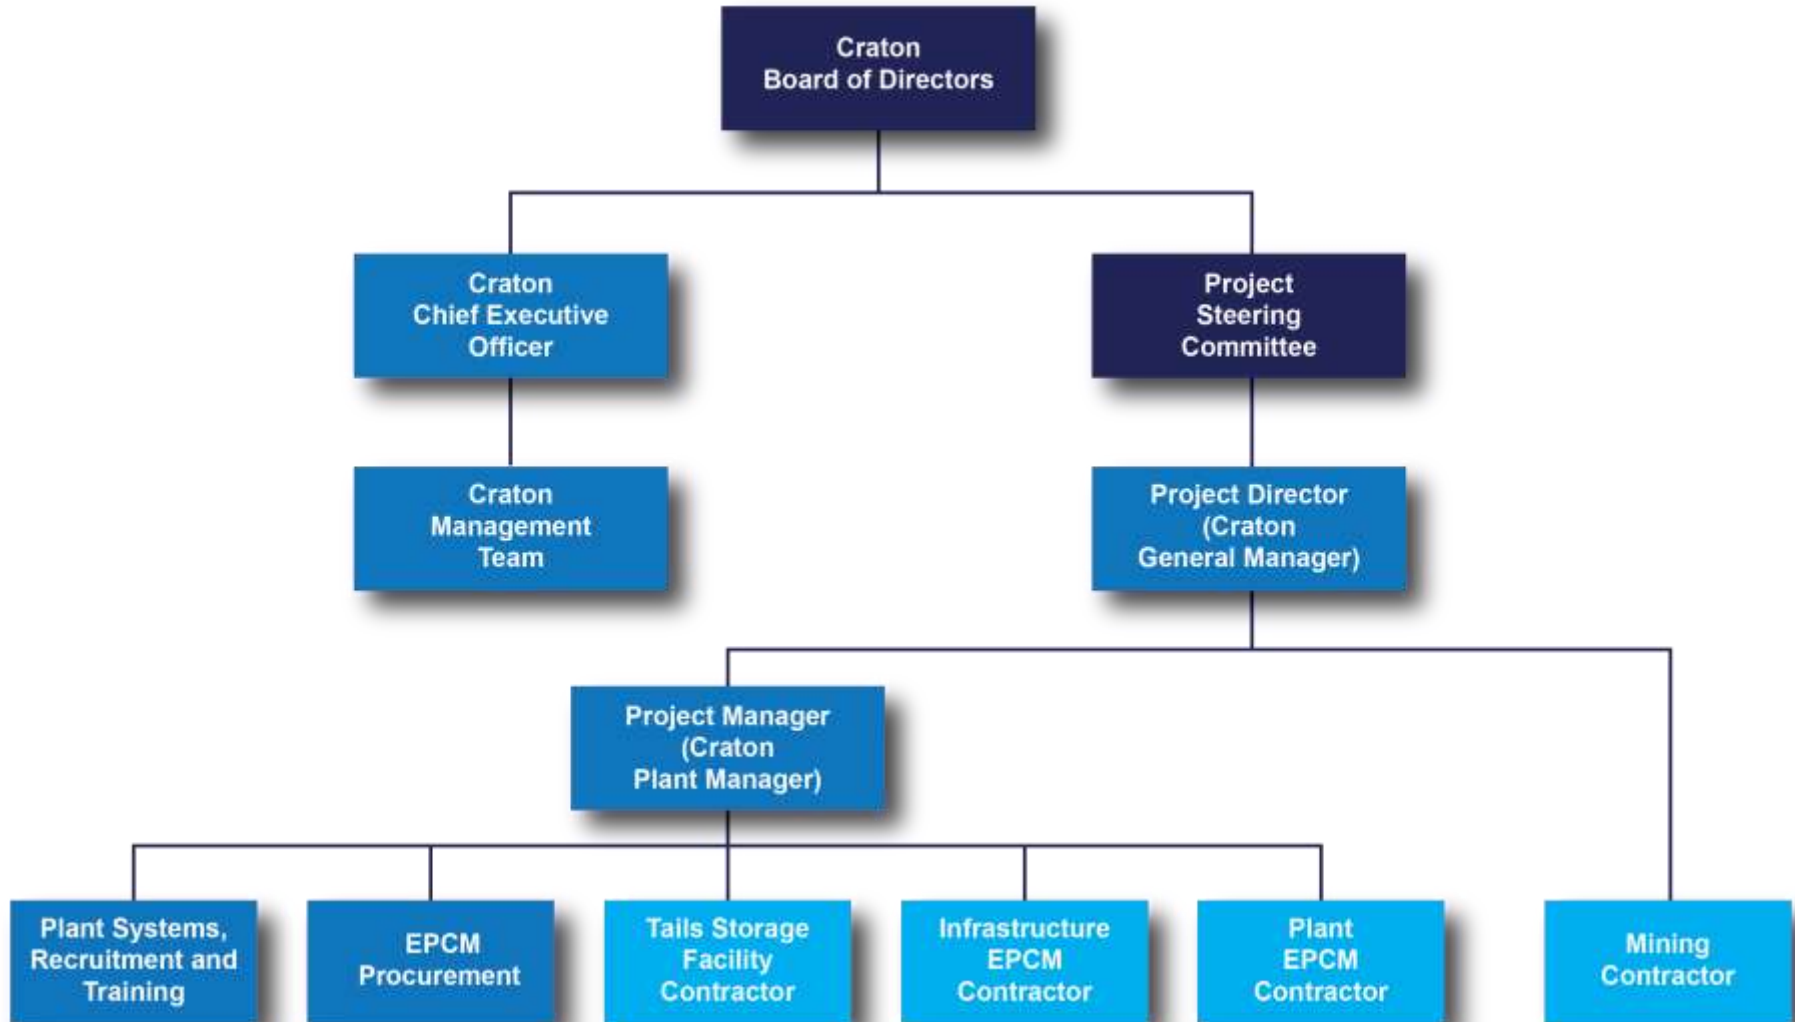 Craton
Board of Directors
Craton
Chief Executive
Officer
Project
Steering
Committee
Craton
Management
Team
Project Director
(Craton
General Manager)
Project Manager
(Craton
Plant Manager)
Plant Systems,
Recruitment and
Training
EPCM
Procurement
Tails Storage
Facility
Contractor
Infrastructure
EPCM
Contractor
Plant
EPCM
Contractor
Mining
Contractor